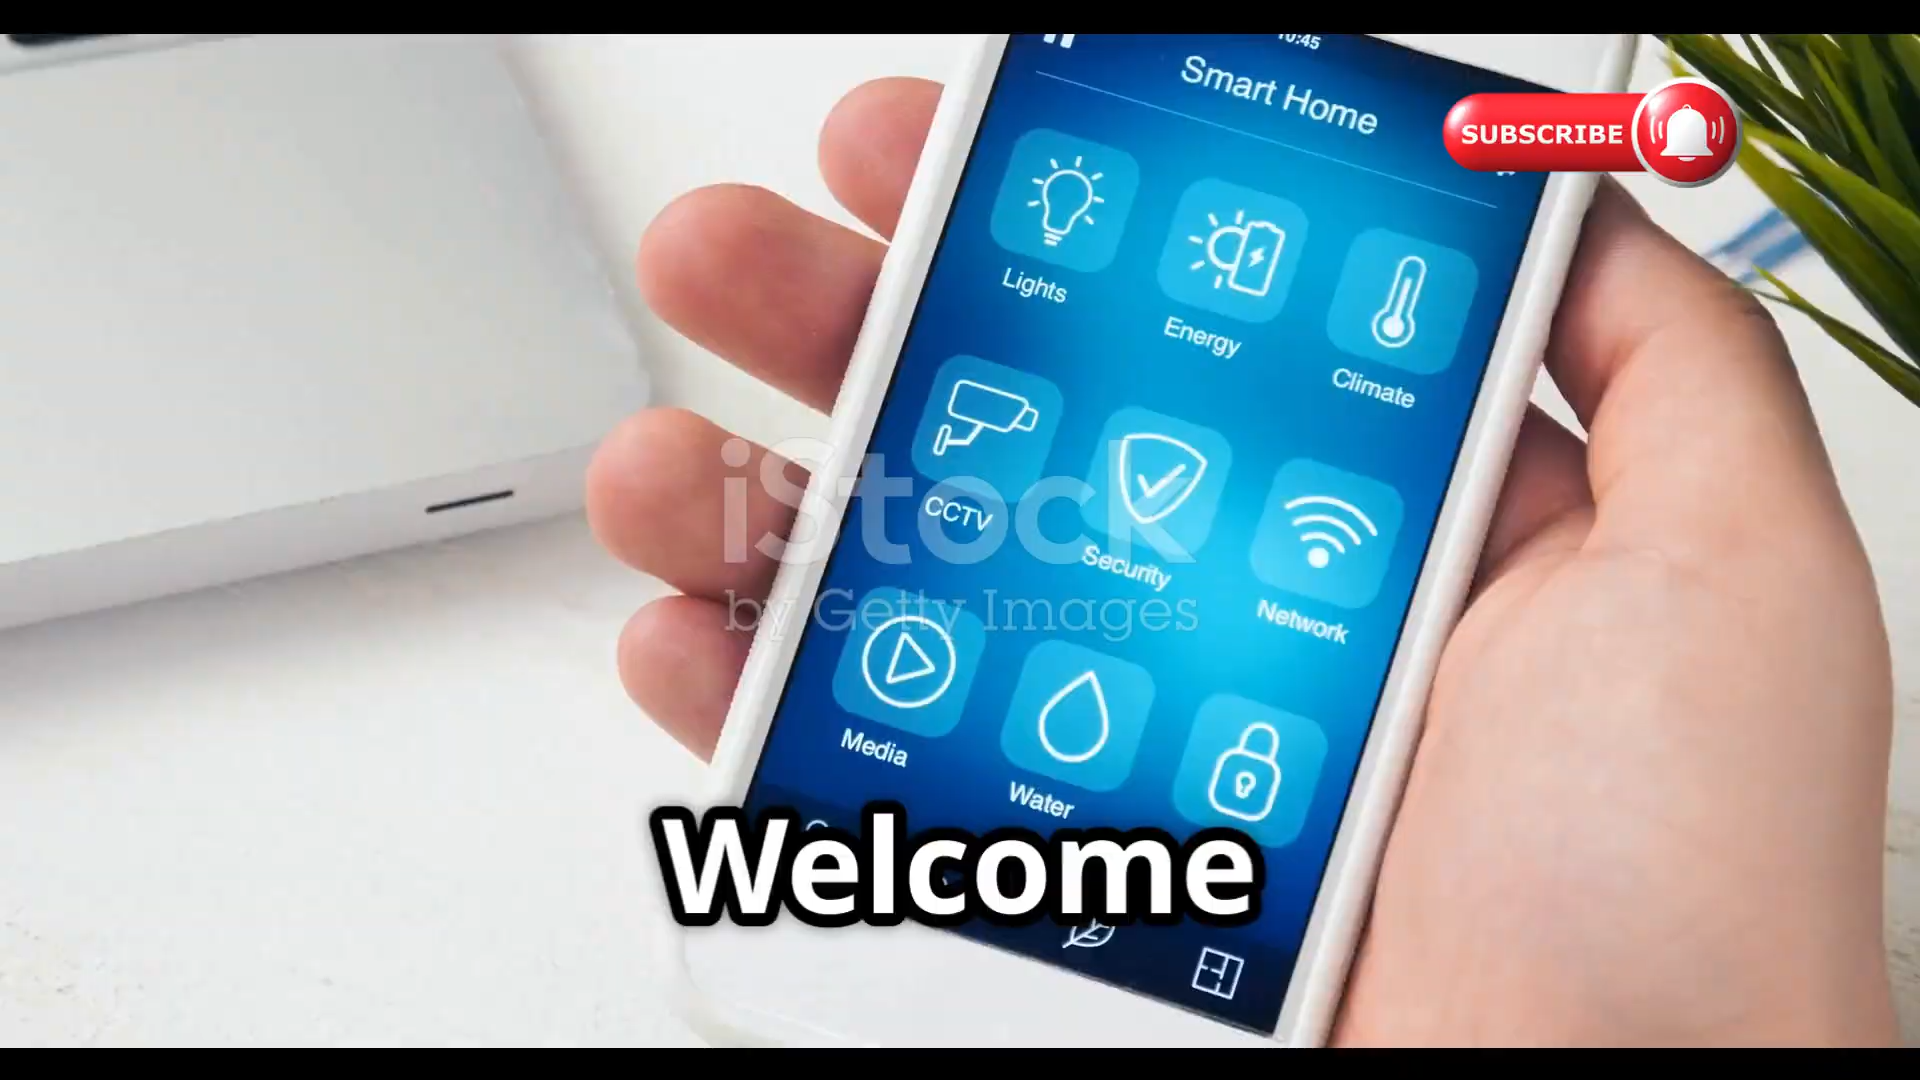 10:45
Smart Home
SUBSCRIBE
Lights
Energy
Climate
CCTV
Security
Network
iStock
by Getty Images
Media
Water
Welcome